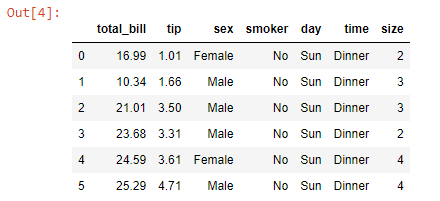 Out[4]:
total_bill tip sex smoker day time size
0 16.99 1.01 Female No Sun Dinner 2
1 10.34 1.66 Male No Sun Dinner 3
2 21.01 3.50 Male No Sun Dinner 3
3 23.68 3.31 Male No Sun Dinner 2
4 24.59 3.61 Female No Sun Dinner 4
5 25.29 4.71 Male No Sun Dinner 4